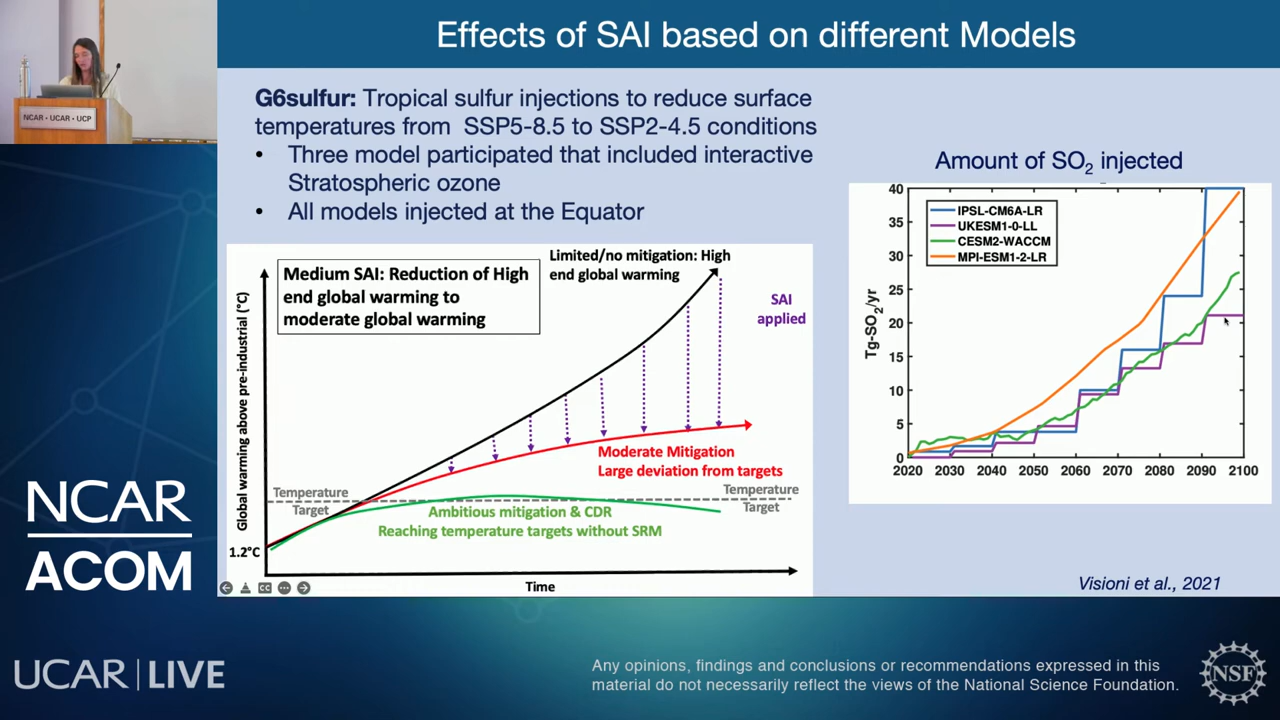 Effects of SAI based on different Models
NCAR • UCAR • UCP
G6sulfur: Tropical sulfur injections to reduce surface
temperatures from SSP5-8.5 to SSP2-4.5 conditions
• Three model participated that included interactive
Stratospheric ozone
• All models injected at the Equator
Limited/no mitigation: High
end global warming
Medium SAI: Reduction of High
end global warming to
moderate global warming
SAI
applied
Global warming above pre-industrial (°C)
Moderate Mitigation
Large deviation from targets
Temperature
Target
Temperature
Target
Ambitious mitigation & CDR
Reaching temperature targets without SRM
1.2°C
Time
CC
Amount of SO₂ injected
Tg-SO₂/yr
40
35
30
25
20
15
10
5
0
IPSL-CM6A-LR
UKESM1-0-LL
CESM2-WACCM
MPI-ESM1-2-LR
2020 2030 2040 2050 2060 2070 2080 2090 2100
Visioni et al., 2021
NCAR
ACOM
UCAR | LIVE
Any opinions, findings and conclusions or recommendations expressed in this
material do not necessarily reflect the views of the National Science Foundation.
NSF